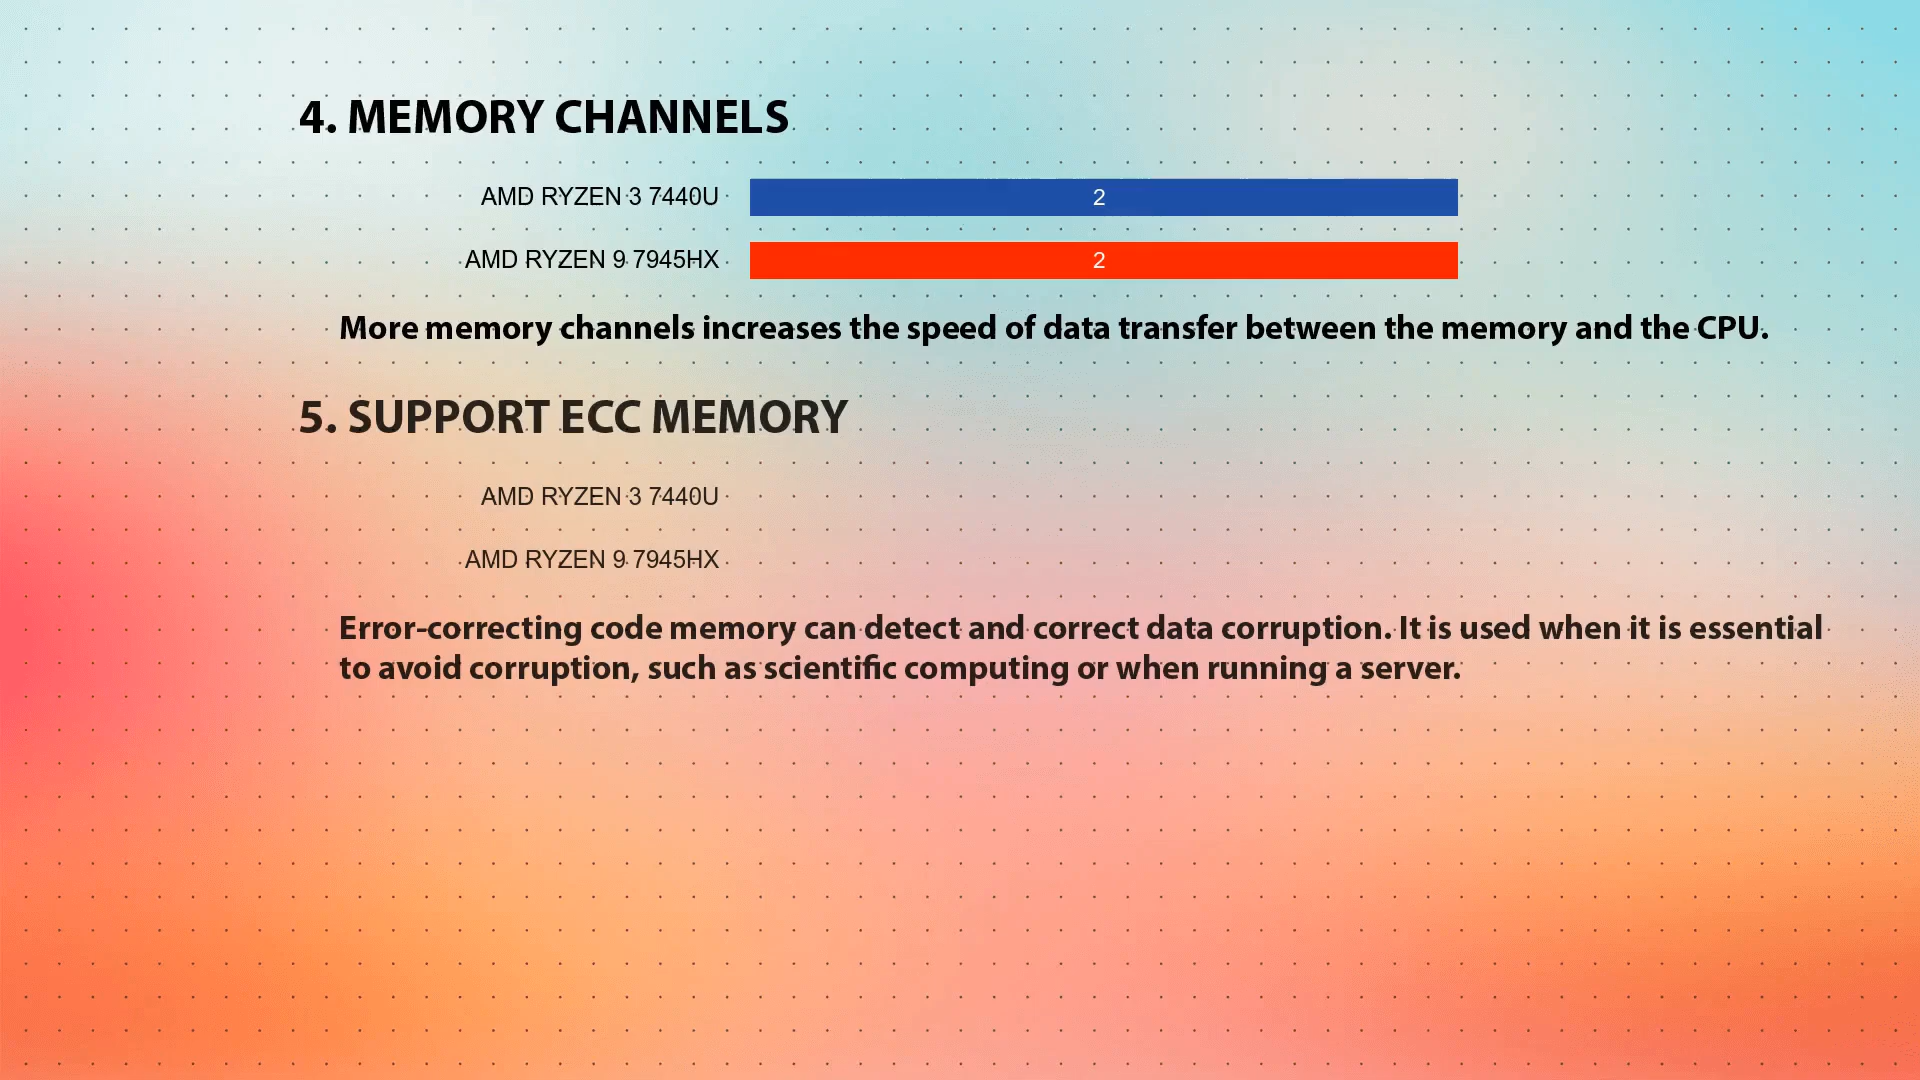 4. MEMORY CHANNELS
AMD RYZEN 3 7440U
2
AMD RYZEN 9 7945HX
2
More memory channels increases the speed of data transfer between the memory and the CPU.
5. SUPPORT ECC MEMORY
AMD RYZEN 3 7440U
AMD RYZEN 9 7945HX
Error-correcting code memory can detect and correct data corruption. It is used when it is essential
to avoid corruption, such as scientific computing or when running a server.